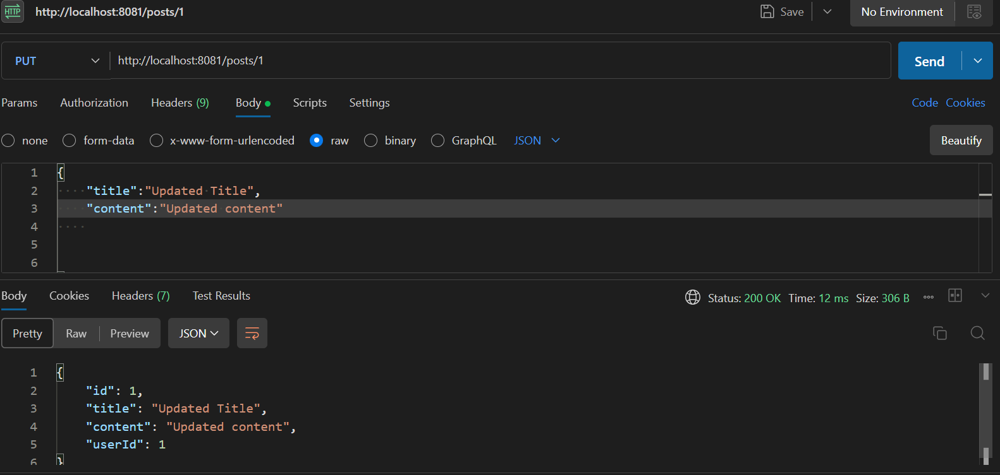 HTTP http://localhost:8081/posts/1 Save No Environment
PUT http://localhost:8081/posts/1 Send
Params Authorization Headers (9) Body Scripts Settings Code Cookies
none form-data x-www-form-urlencoded raw binary GraphQL JSON Beautify
1 {
2 "title":"Updated Title",
3 "content":"Updated content"
4
5
6
Body Cookies Headers (7) Test Results Status: 200 OK Time: 12 ms Size: 306 B
Pretty Raw Preview JSON
1 {
2 "id": 1,
3 "title": "Updated Title",
4 "content": "Updated content",
5 "userId": 1
6 }